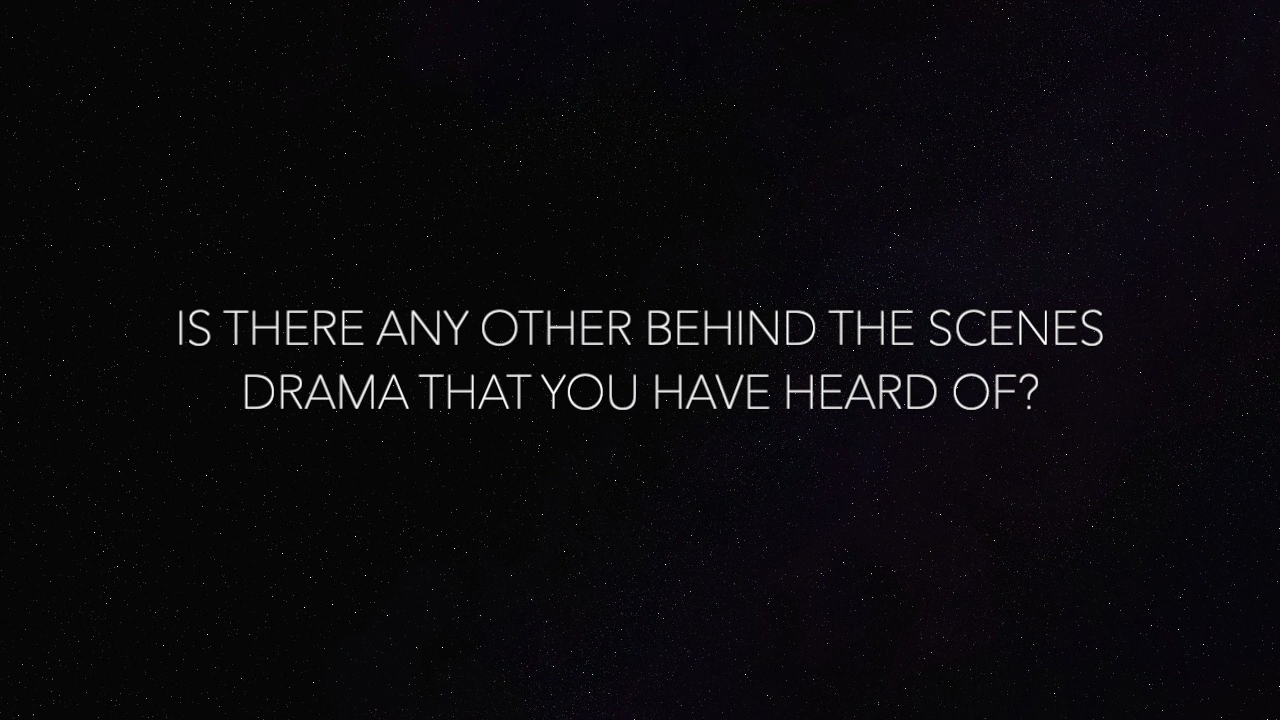 IS THERE ANY OTHER BEHIND THE SCENES
DRAMA THAT YOU HAVE HEARD OF?